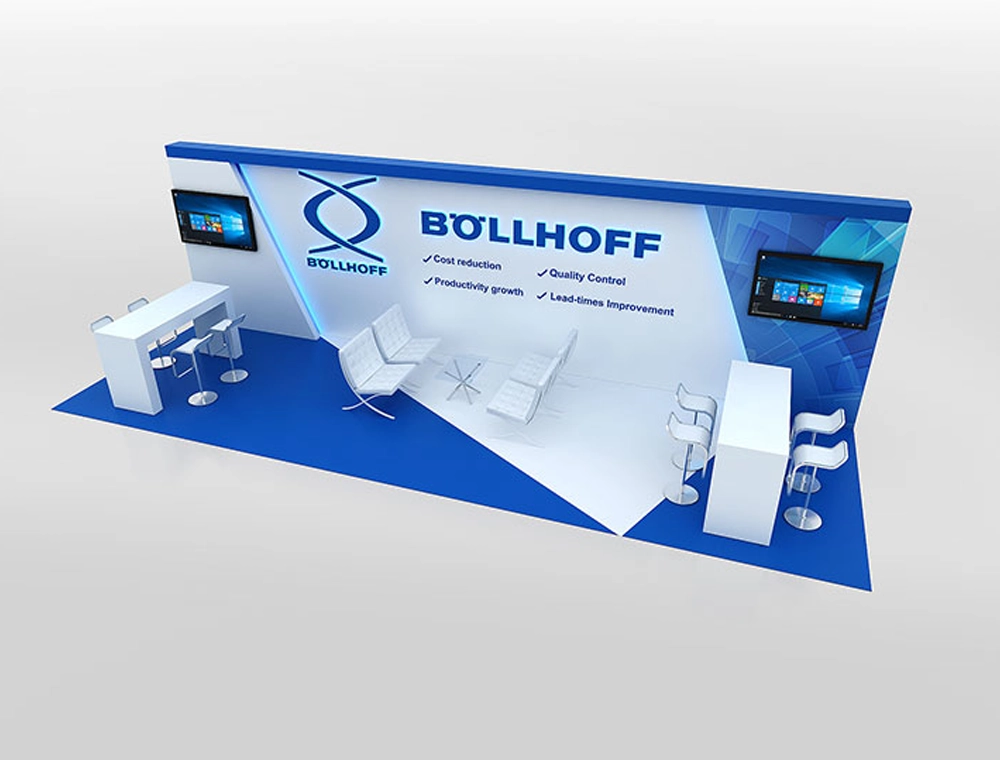 BÖLLHOFF
BÖLLHOFF
✓ Cost reduction
✓ Quality Control
✓ Productivity growth
✓ Lead-times Improvement